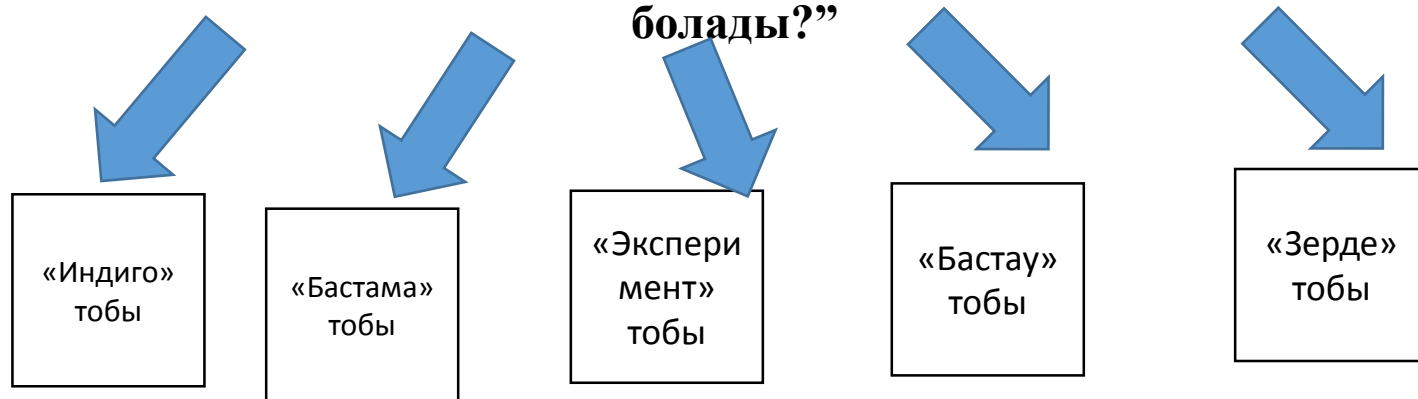 болады?”
«Индиго»
тобы
«Бастама»
тобы
«Экспери
мент»
тобы
«Бастау»
тобы
«Зерде»
тобы